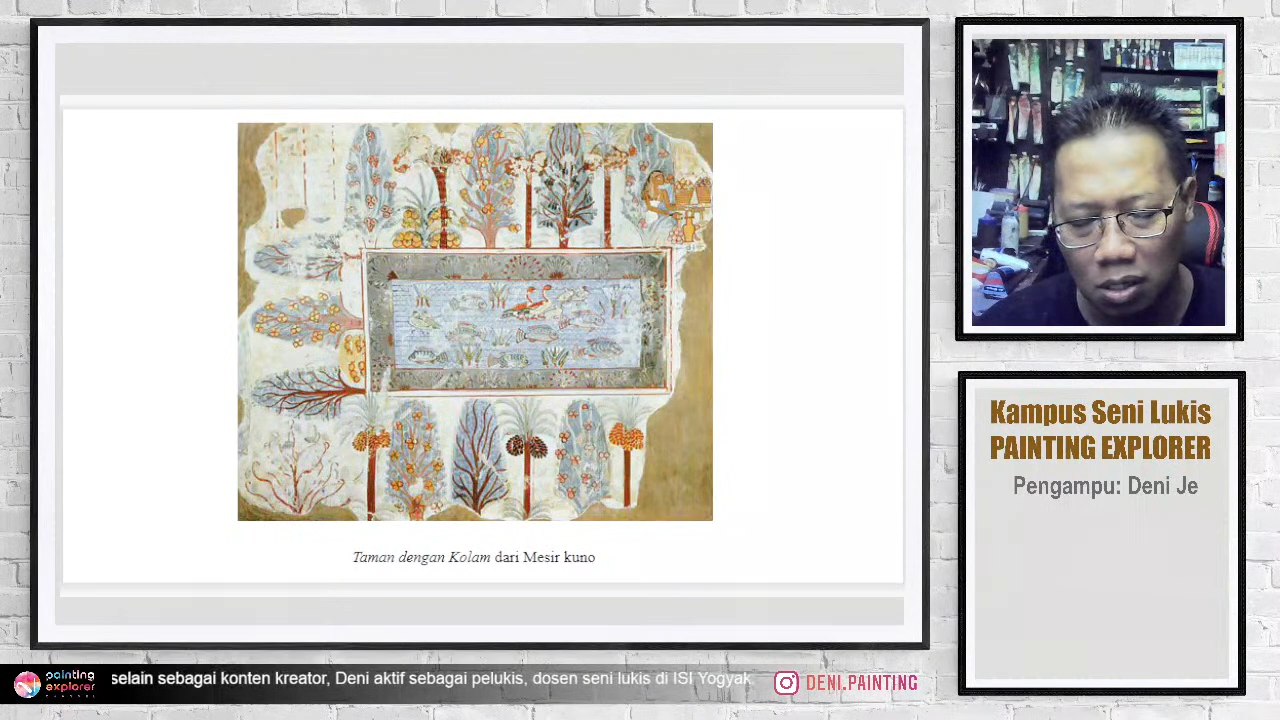 Taman dengan Kolam dari Mesir kuno
Kampus Seni Lukis
PAINTING EXPLORER
Pengampu: Deni Je
painting
explorer
CHANNEL
selain sebagai konten kreator, Deni aktif sebagai pelukis, dosen seni lukis di ISI Yogyak
DENI.PAINTING